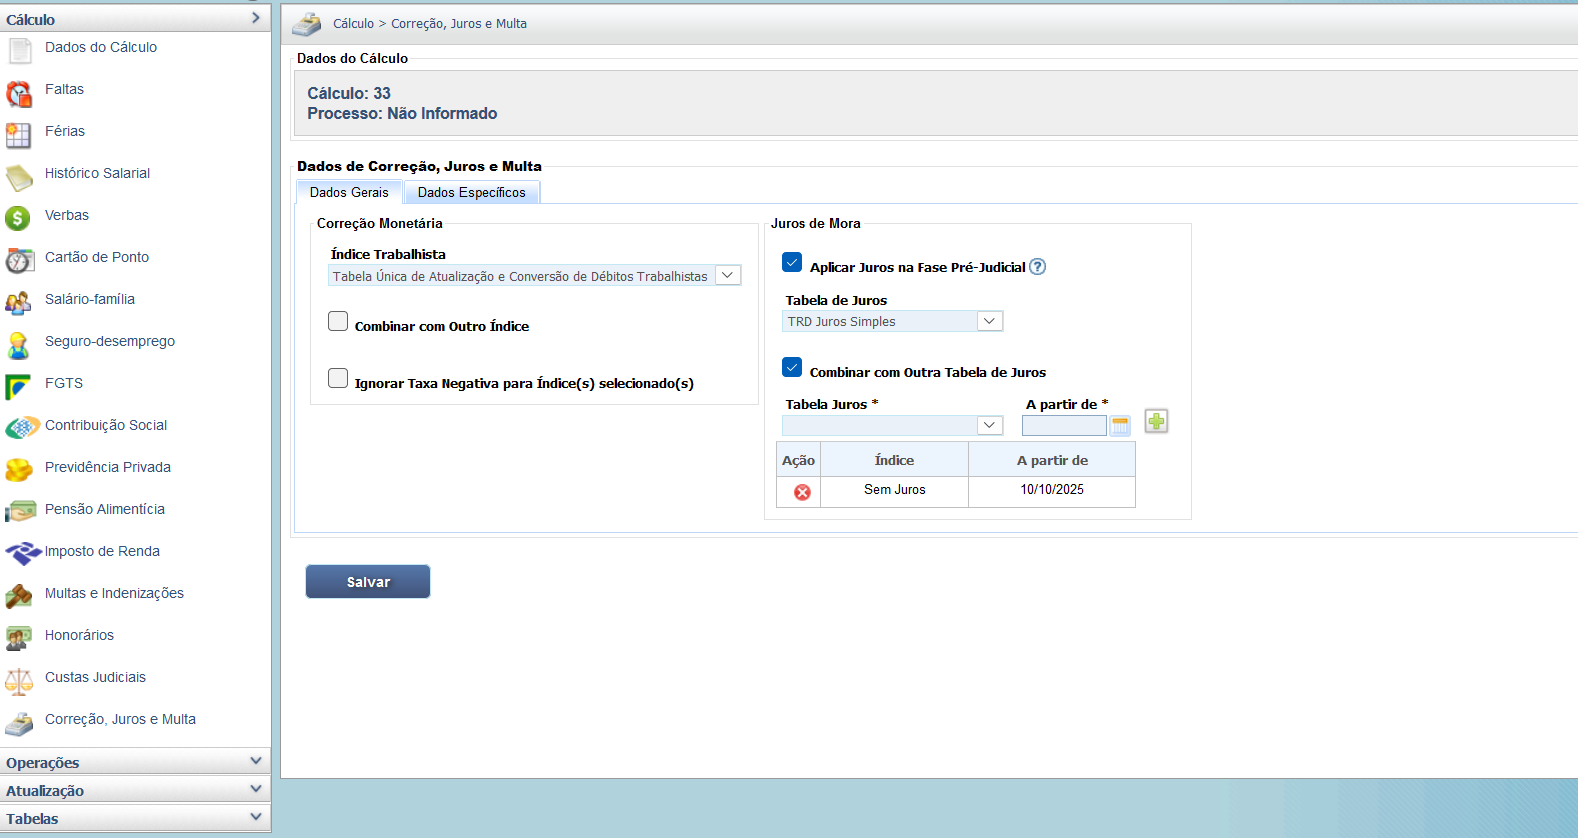 Cálculo
Dados do Cálculo
Faltas
Férias
Histórico Salarial
Verbas
Cartão de Ponto
Salário-família
Seguro-desemprego
FGTS
Contribuição Social
Previdência Privada
Pensão Alimentícia
Imposto de Renda
Multas e Indenizações
Honorários
Custas Judiciais
Correção, Juros e Multa
Operações
Atualização
Tabelas
Cálculo > Correção, Juros e Multa
Dados do Cálculo
Cálculo: 33
Processo: Não Informado
Dados de Correção, Juros e Multa
Dados Gerais Dados Específicos
Correção Monetária
Índice Trabalhista
Tabela Única de Atualização e Conversão de Débitos Trabalhistas
Combinar com Outro Índice
Ignorar Taxa Negativa para Índice(s) selecionado(s)
Juros de Mora
Aplicar Juros na Fase Pré-Judicial ?
Tabela de Juros
TRD Juros Simples
Combinar com Outra Tabela de Juros
Tabela Juros * A partir de *
Ação Índice A partir de
Sem Juros 10/10/2025
Salvar